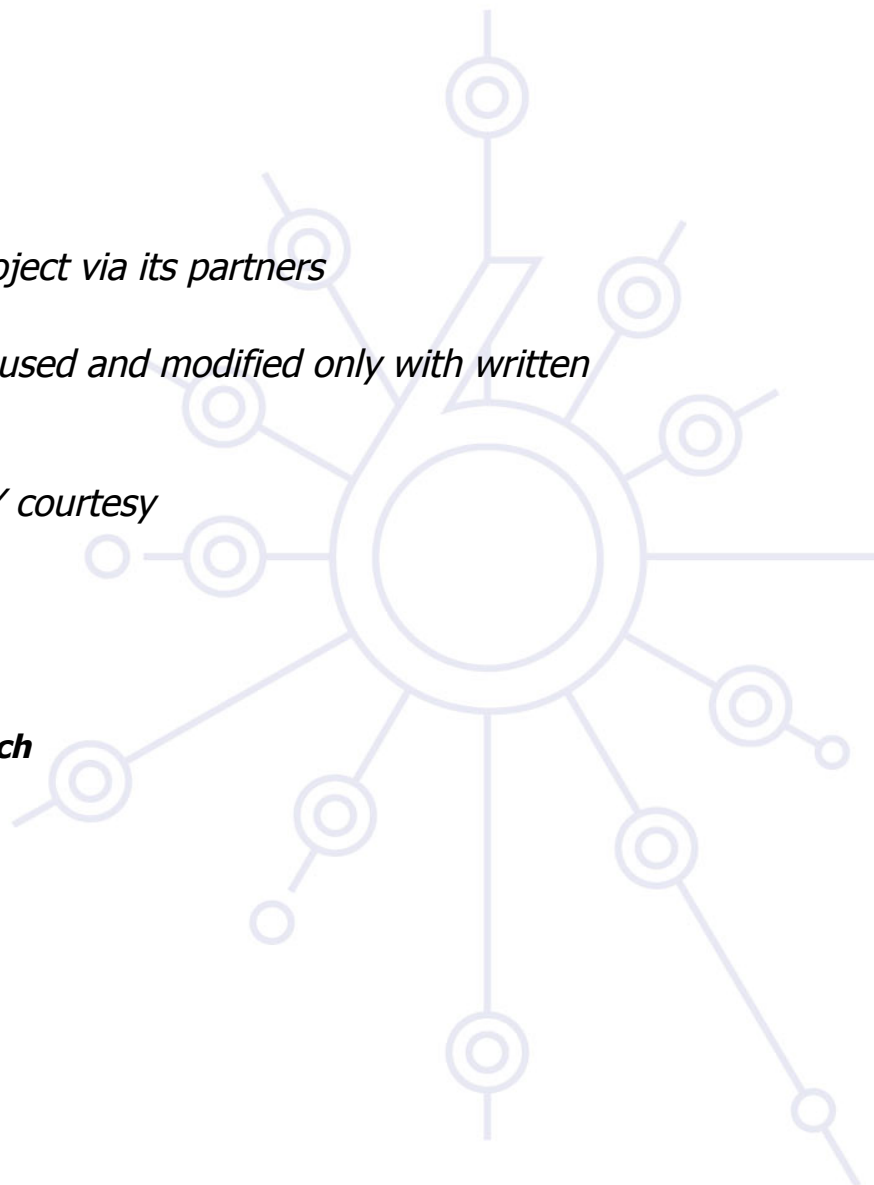 oject via its partners
used and modified only with written
courtesy
ch